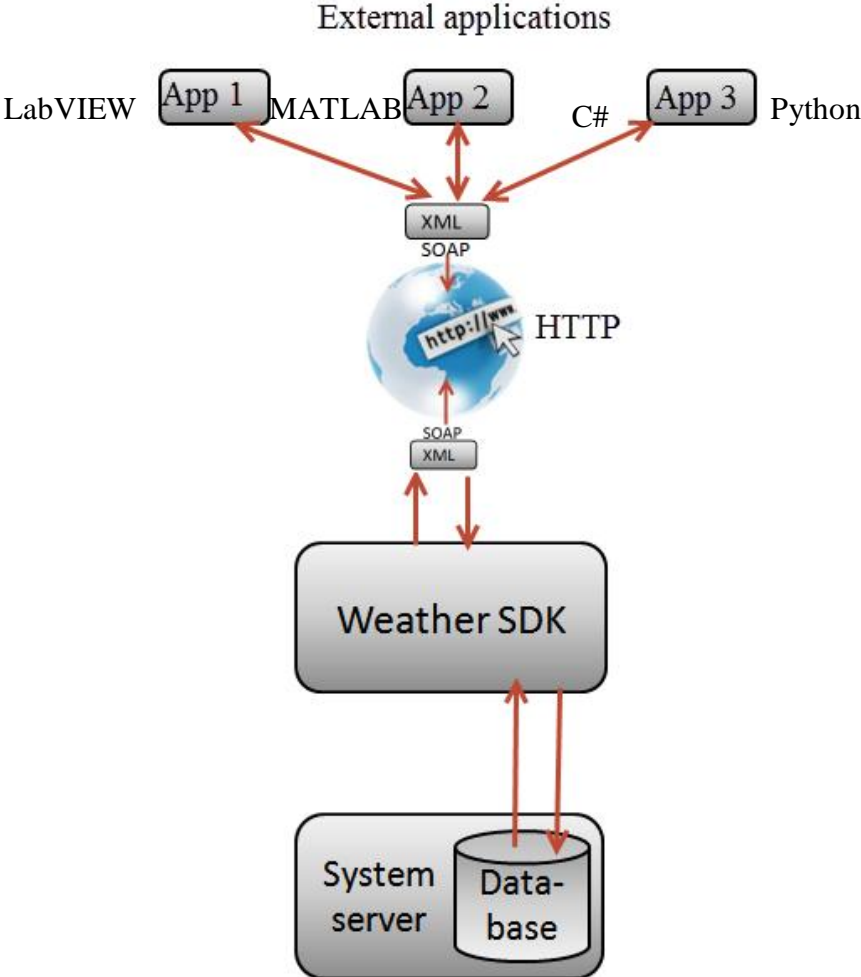 External applications
LabVIEW App 1 MATLAB App 2 C# App 3 Python
XML
SOAP
http://www.
HTTP
SOAP
XML
Weather SDK
System
server
Data-
base